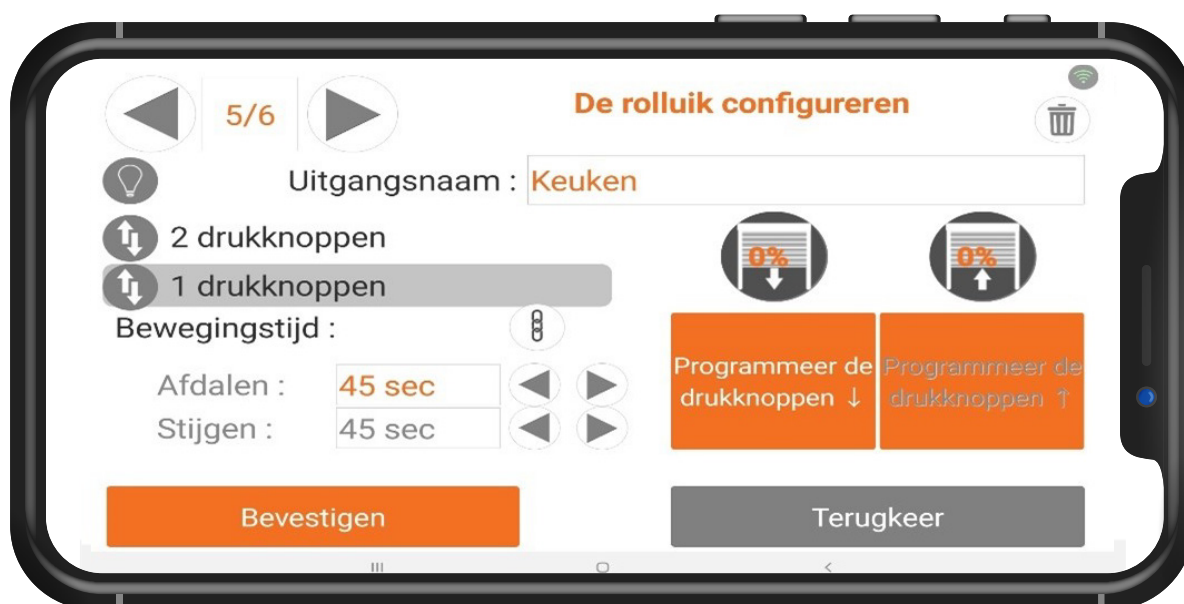 5/6
De rolluik configureren
Uitgangsnaam : Keuken
2 drukknoppen
1 drukknoppen
0%
0%
Bewegingstijd :
Afdalen : 45 sec
Stijgen : 45 sec
Programmeer de
drukknoppen ↓
Programmeer de
drukknoppen ↑
Bevestigen
Terugkeer